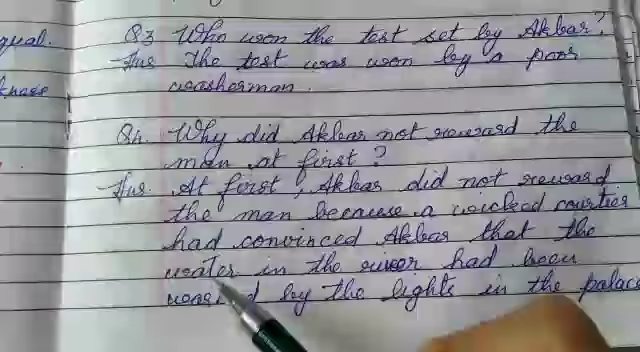 qual.
Q3 Who won the test set by Akbar?
Ans The test was won by a poor
washerman.
Q4. Why did Akbar not reward the
man at first?
Ans. At first, Akbar did not reward
the man because a wicked courtier
had convinced Akbar that the
water in the river had been
by the lights in the palace